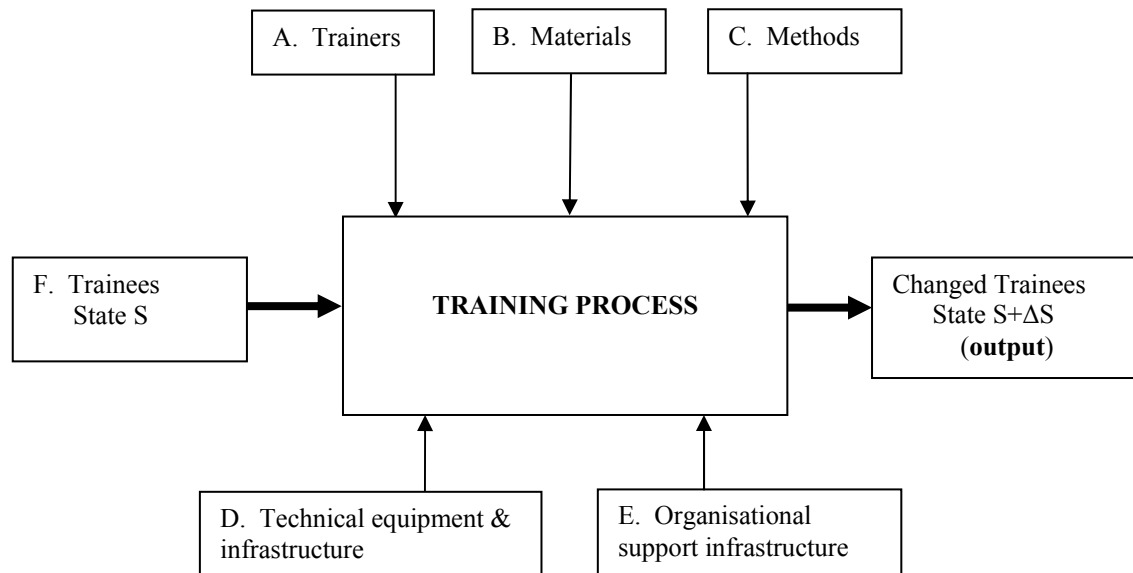 A. Trainers
B. Materials
C. Methods
F. Trainees
State S
TRAINING PROCESS
Changed Trainees
State S+ΔS
(output)
D. Technical equipment &
infrastructure
E. Organisational
support infrastructure